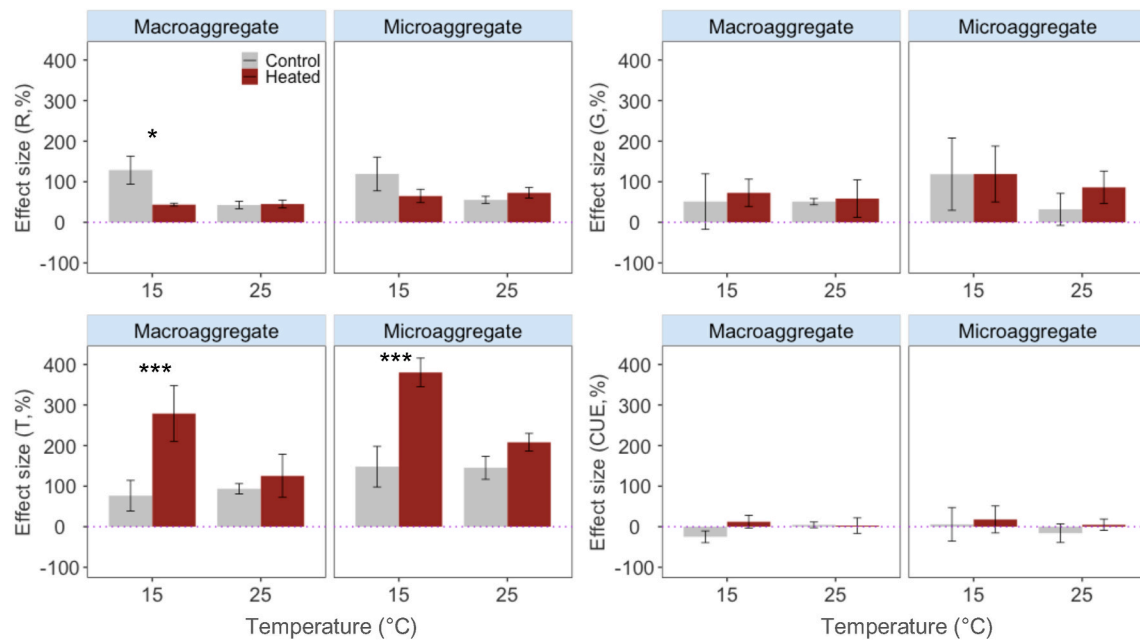 Macroaggregate
Microaggregate
Effect size (R,%)
400
300
200
100
0
-100
Control
Heated
*
15
25
15
25
Macroaggregate
Microaggregate
Effect size (G,%)
400
300
200
100
0
-100
15
25
15
25
Macroaggregate
Microaggregate
Effect size (T,%)
400
300
200
100
0
-100
***
***
15
25
15
25
Temperature (°C)
Macroaggregate
Microaggregate
Effect size (CUE,%)
400
300
200
100
0
-100
15
25
15
25
Temperature (°C)